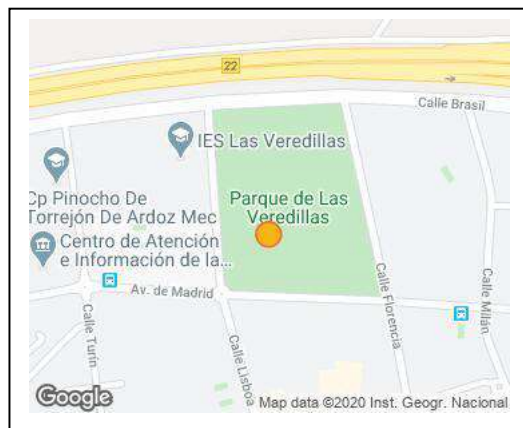 22
Calle Brasil
IES Las Veredillas
Cp Pinocho De
Torrejón De Ardoz Mec
Parque de Las
Veredillas
Centro de Atención
e Información de la...
Av. de Madrid
Calle Turín
Calle Lisboa
Calle Florencia
Calle Milán
Google
Map data ©2020 Inst. Geogr. Nacional